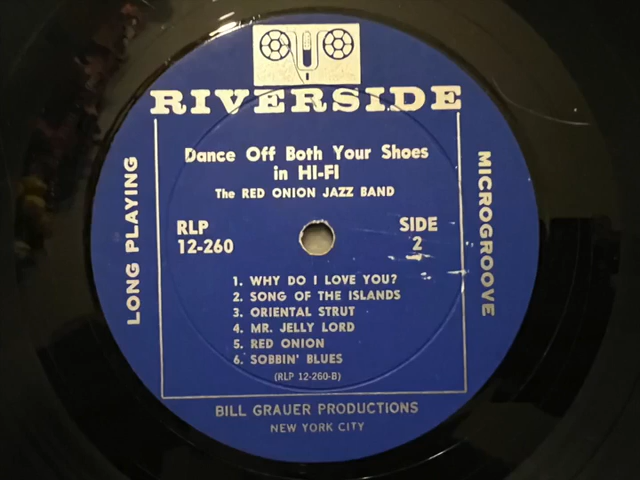 RIVERSIDE
Dance Off Both Your Shoes
in HI-FI
The RED ONION JAZZ BAND
LONG PLAYING
MICROGROOVE
RLP
12-260
SIDE
2
1. WHY DO I LOVE YOU?
2. SONG OF THE ISLANDS
3. ORIENTAL STRUT
4. MR. JELLY LORD
5. RED ONION
6. SOBBIN' BLUES
(RLP 12-260-B)
BILL GRAUER PRODUCTIONS
NEW YORK CITY